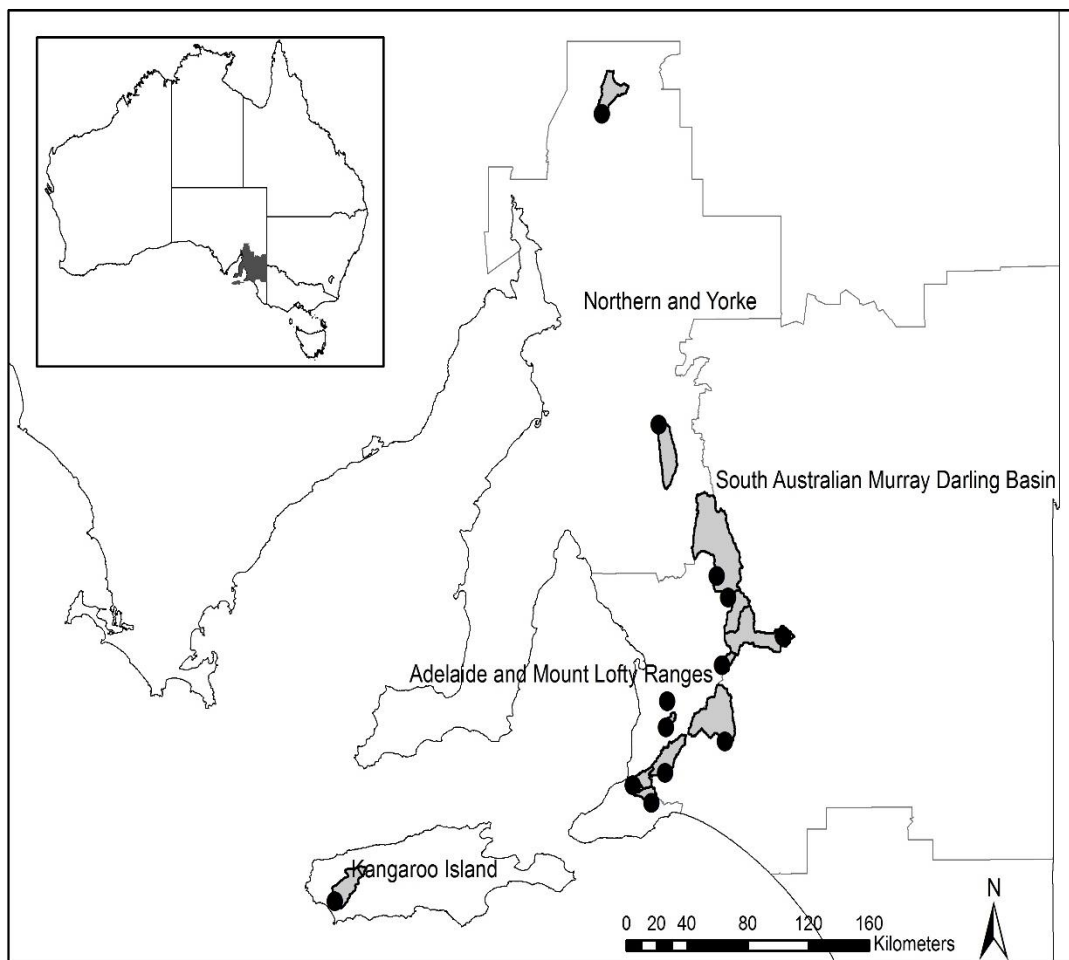 Northern and Yorke
South Australian Murray Darling Basin
Adelaide and Mount Lofty Ranges
Kangaroo Island
N
0 20 40 80 120 160
Kilometers